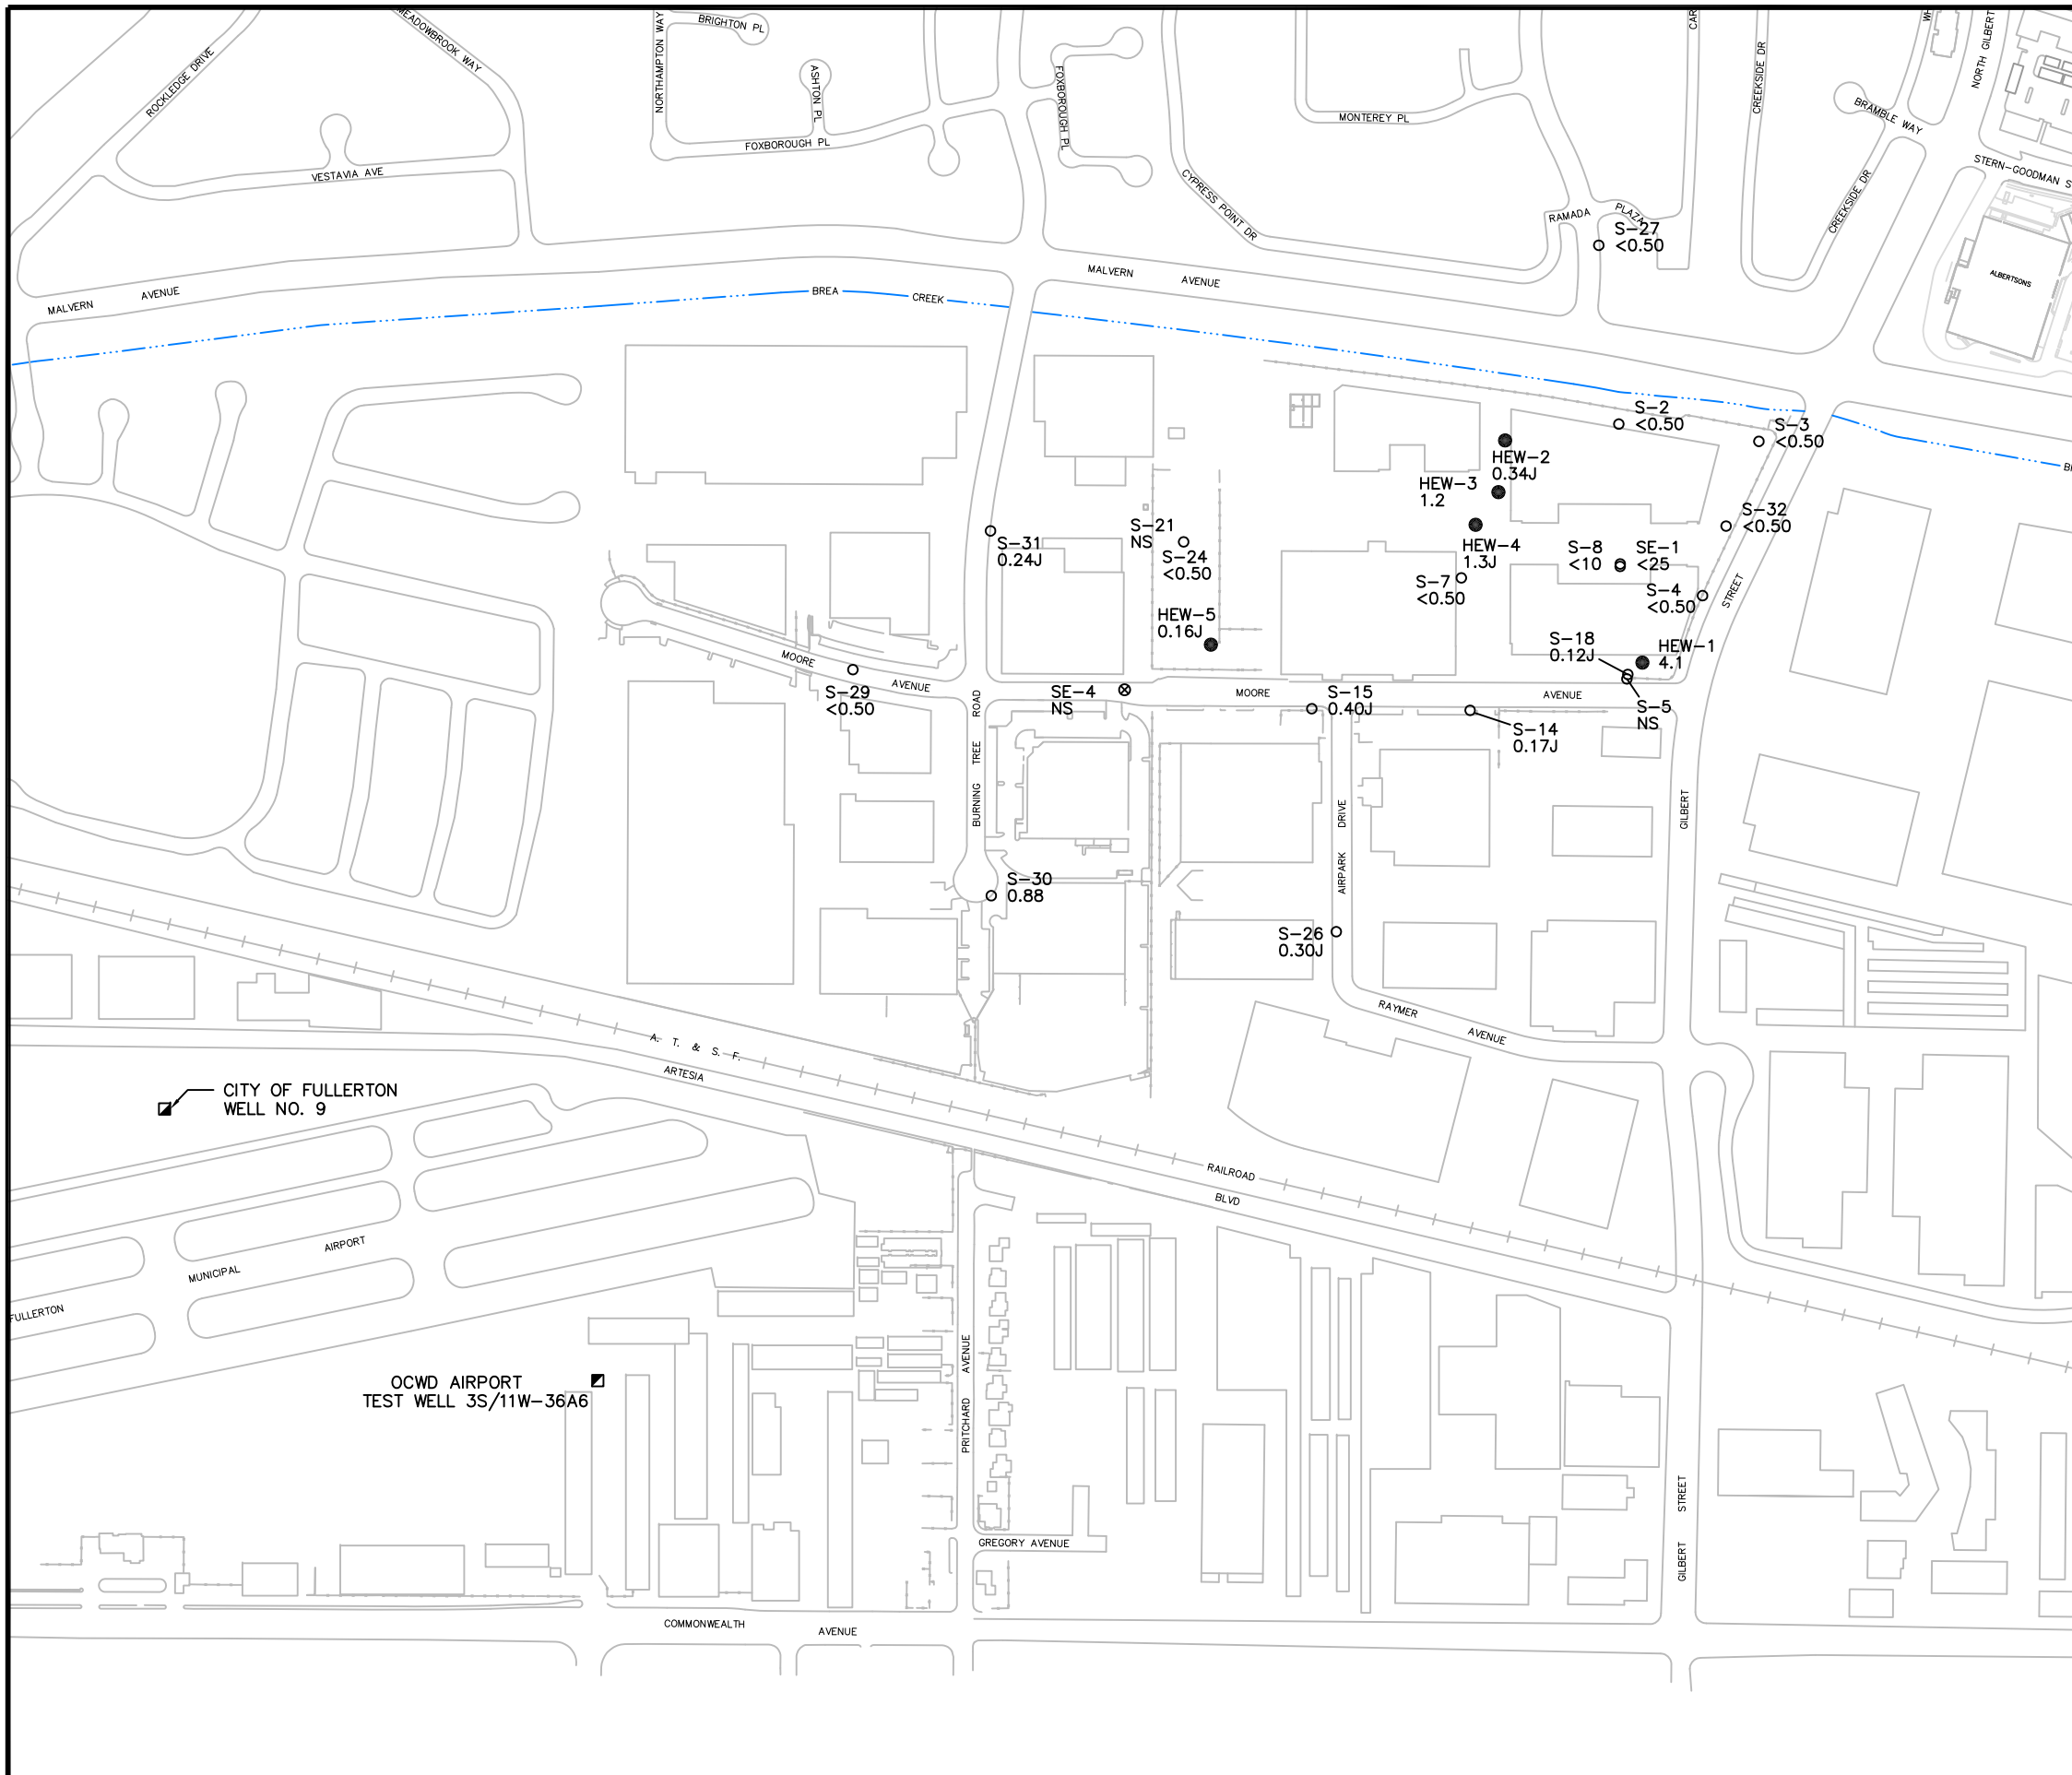 MEADOWBROOK WAY
ROCKLEDGE DRIVE
NORTHAMPTON WAY
BRIGHTON PL
ASHTON PL
FOXBOROUGH PL
FOXBOROUGH PL
VESTAVIA AVE
MONTEREY PL
CYPRESS POINT DR
CAR
CREEKSIDE DR
CREEKSIDE DR
WH
NORTH GILBERT
BRAMBLE WAY
STERN-GOODMAN S
ALBERTSONS
RAMADA PLAZA
S-27
<0.50
MALVERN AVENUE
MALVERN AVENUE
BREA CREEK
S-2
<0.50
S-3
<0.50
HEW-2
0.34J
HEW-3
1.2
S-32
<0.50
S-21
NS
S-31
0.24J
S-24
<0.50
HEW-4
1.3J
S-8
<10
SE-1
<25
S-7
<0.50
S-4
<0.50
STREET
HEW-5
0.16J
S-18
0.12J
HEW-1
4.1
MOORE AVENUE
S-29
<0.50
SE-4
NS
MOORE AVENUE
S-15
0.40J
S-5
NS
S-14
0.17J
BURNING TREE ROAD
AIRPARK DRIVE
GILBERT
S-30
0.88
S-26
0.30J
RAYMER AVENUE
A. T. & S. F.
RAILROAD
ARTESIA
BLVD
CITY OF FULLERTON
WELL NO. 9
FULLERTON MUNICIPAL AIRPORT
OCWD AIRPORT
TEST WELL 3S/11W-36A6
PRITCHARD AVENUE
GREGORY AVENUE
GILBERT STREET
COMMONWEALTH AVENUE